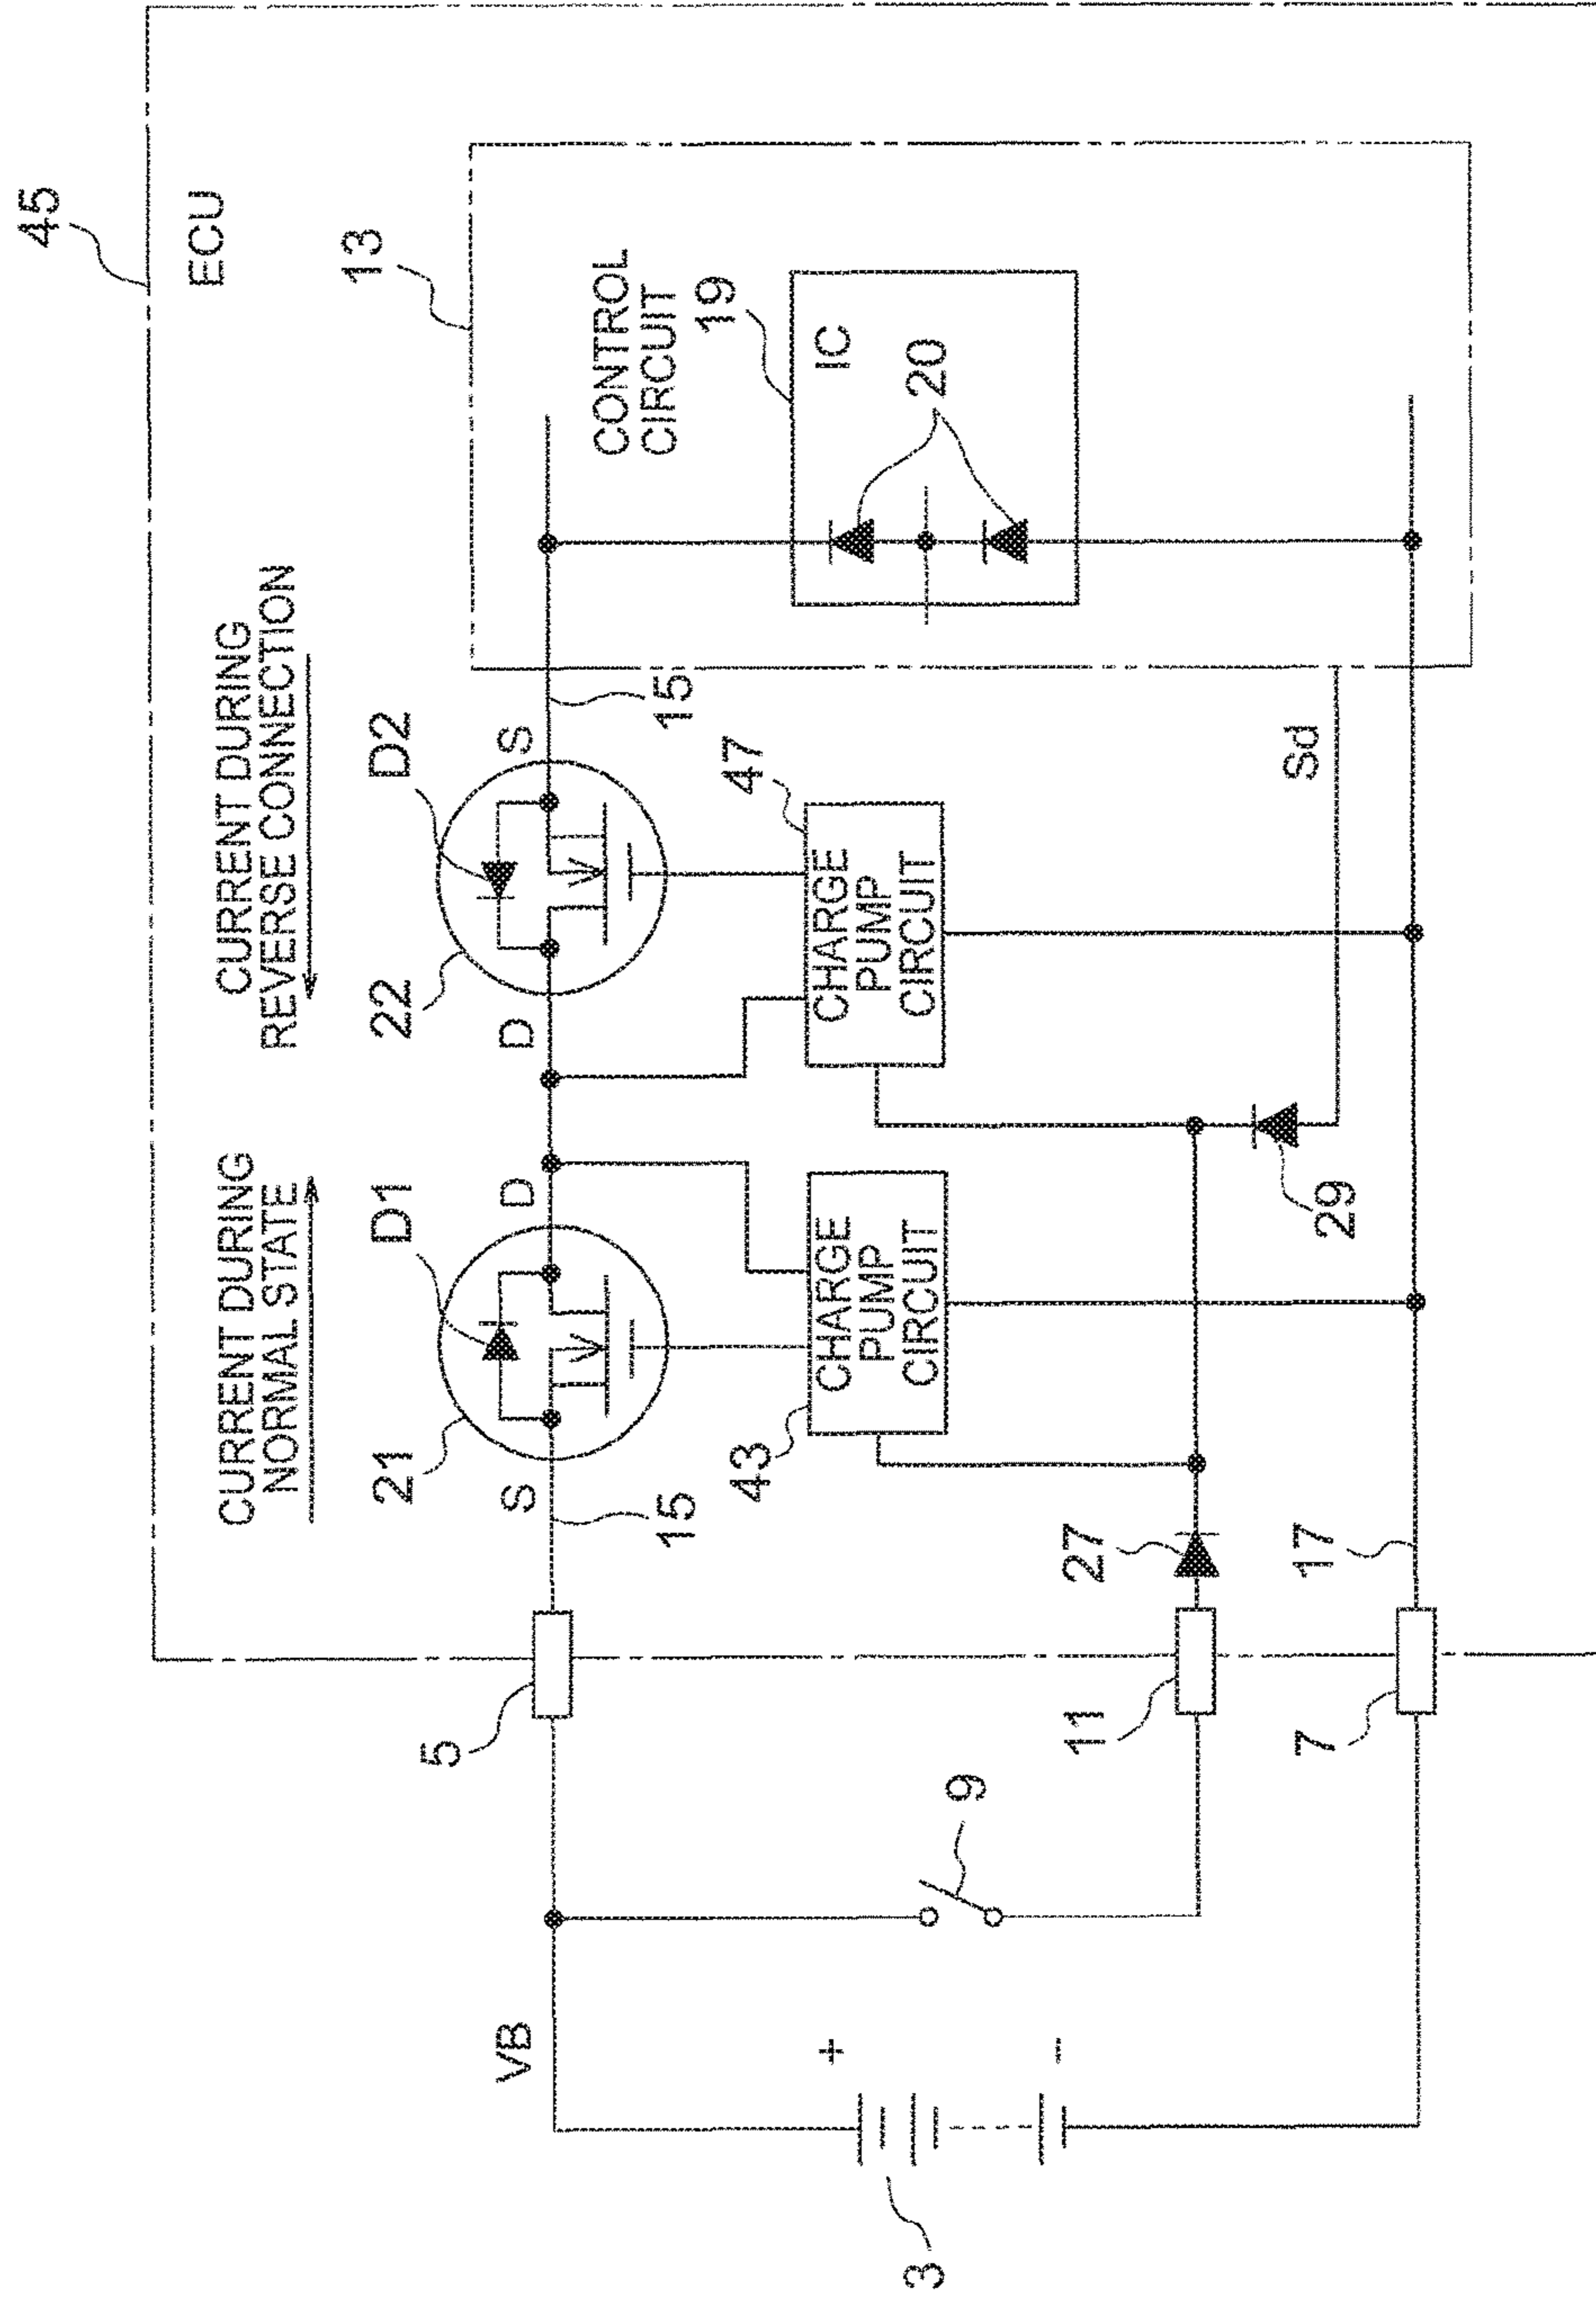 45
ECU
13
CURRENT DURING
NORMAL STATE
CURRENT DURING
REVERSE CONNECTION
21
D1
22
D2
S
D
D
S
15
15
CONTROL
CIRCUIT
19
IC
20
5
VB
43
CHARGE
PUMP
CIRCUIT
47
CHARGE
PUMP
CIRCUIT
+
-
3
9
11
27
29
Sd
7
17